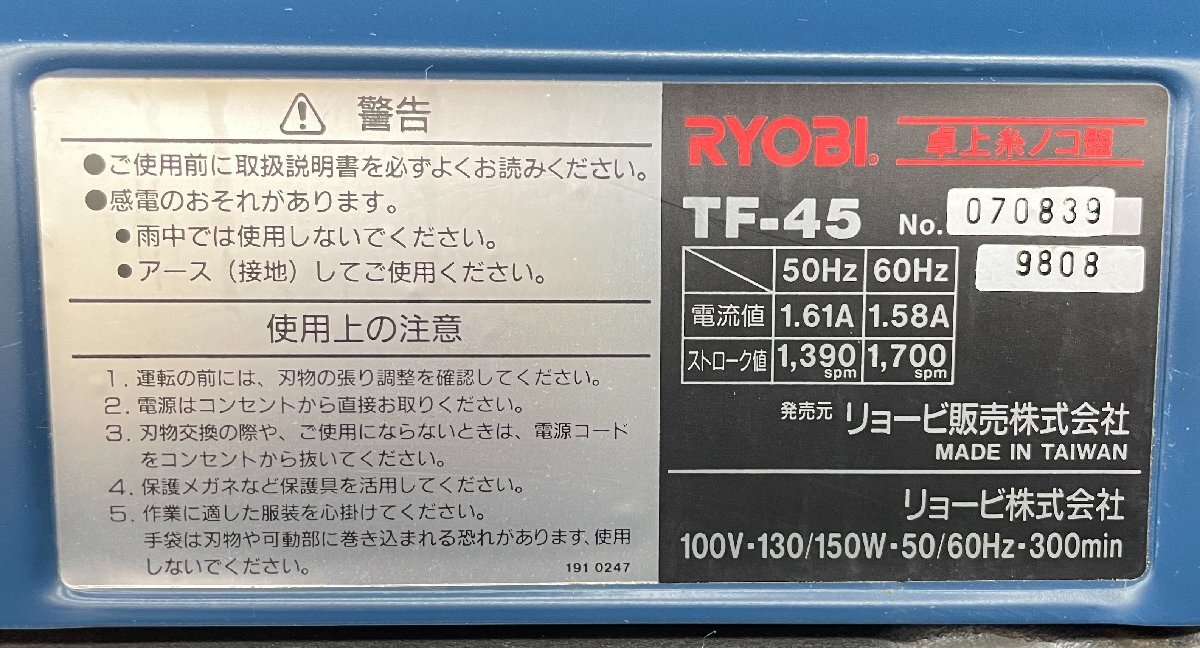 警告
●ご使用前に取扱説明書を必ずよくお読みください。
●感電のおそれがあります。
●雨中では使用しないでください。
●アース（接地）してご使用ください。
使用上の注意
1. 運転の前には、刃物の張り調整を確認してください。
2. 電源はコンセントから直接お取りください。
3. 刃物交換の際や、ご使用にならないときは、電源コード
をコンセントから抜いてください。
4. 保護メガネなど保護具を活用してください。
5. 作業に適した服装を心掛けてください。
手袋は刃物や可動部に巻き込まれる恐れがあります、使用
しないでください。
191 0247
RYOBI® 卓上糸ノコ盤
TF-45 No. 070839
9808
50Hz 60Hz
電流値 1.61A 1.58A
ストローク値 1,390 spm 1,700 spm
発売元 リョービ販売株式会社
MADE IN TAIWAN
リョービ株式会社
100V・130/150W・50/60Hz・300min